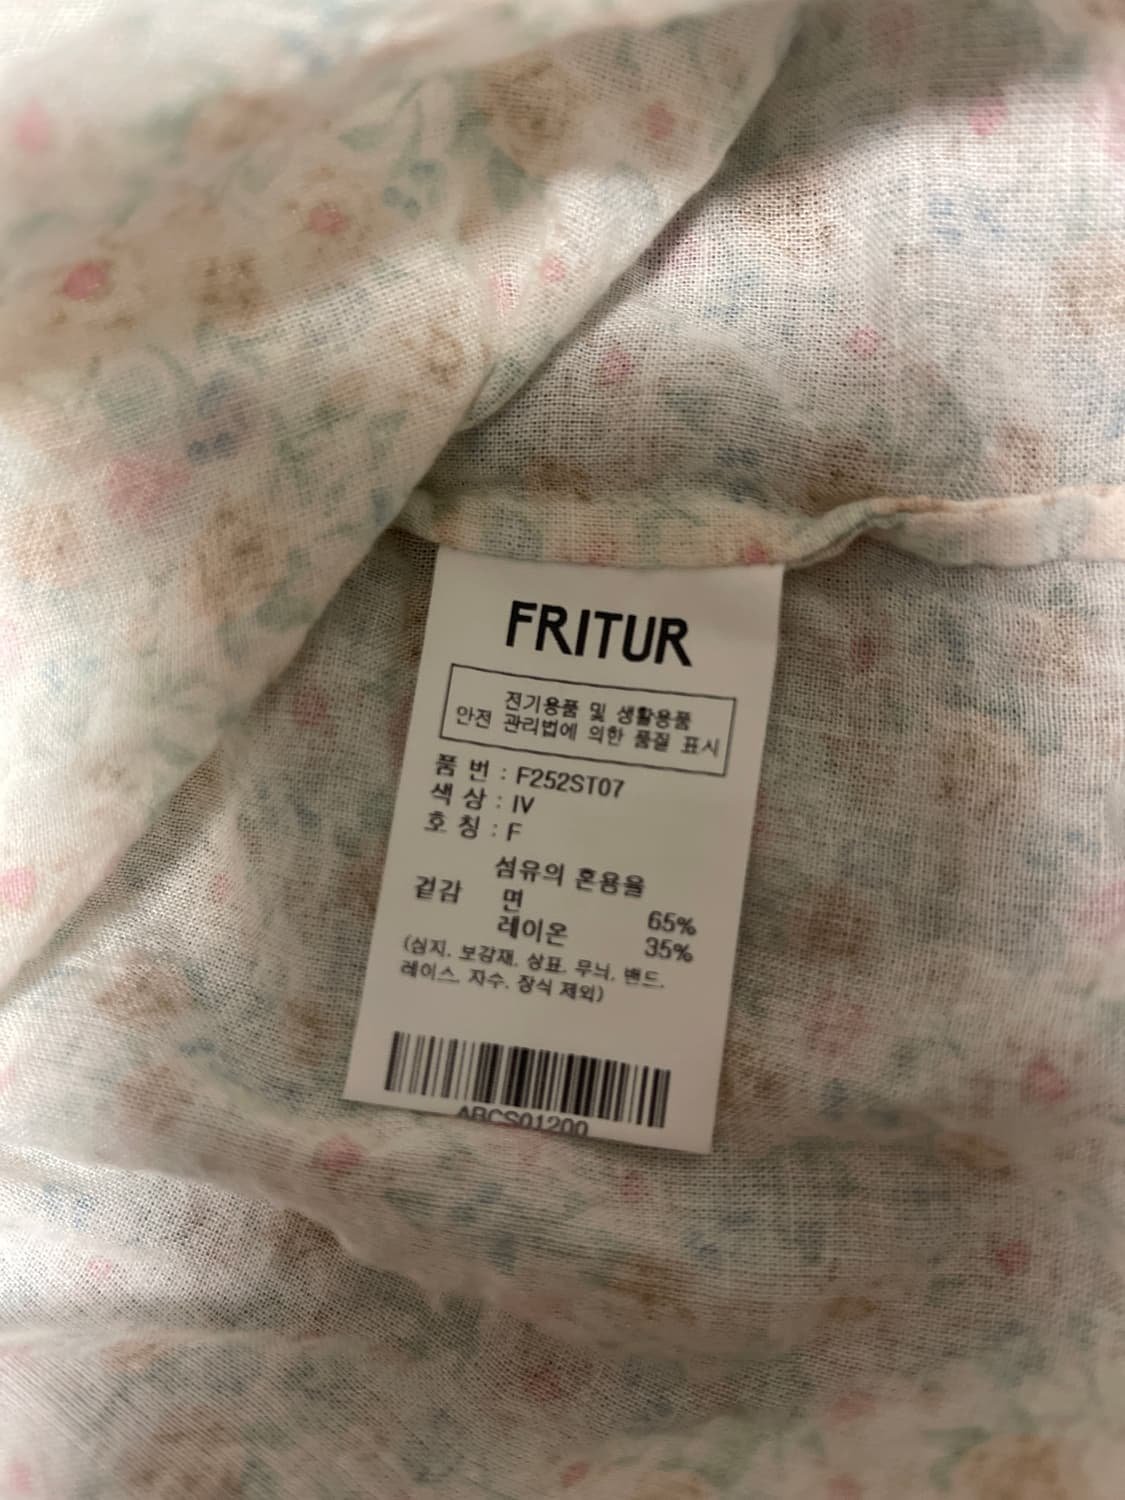 FRITUR
전기용품 및 생활용품
안전 관리법에 의한 품질 표시
품 번 : F252ST07
색 상 : IV
호 칭 : F
섬유의 혼용율
겉감 면 65%
레이온 35%
(심지, 보강재, 상표, 무늬, 밴드,
레이스, 자수, 장식 제외)
ABCS01200